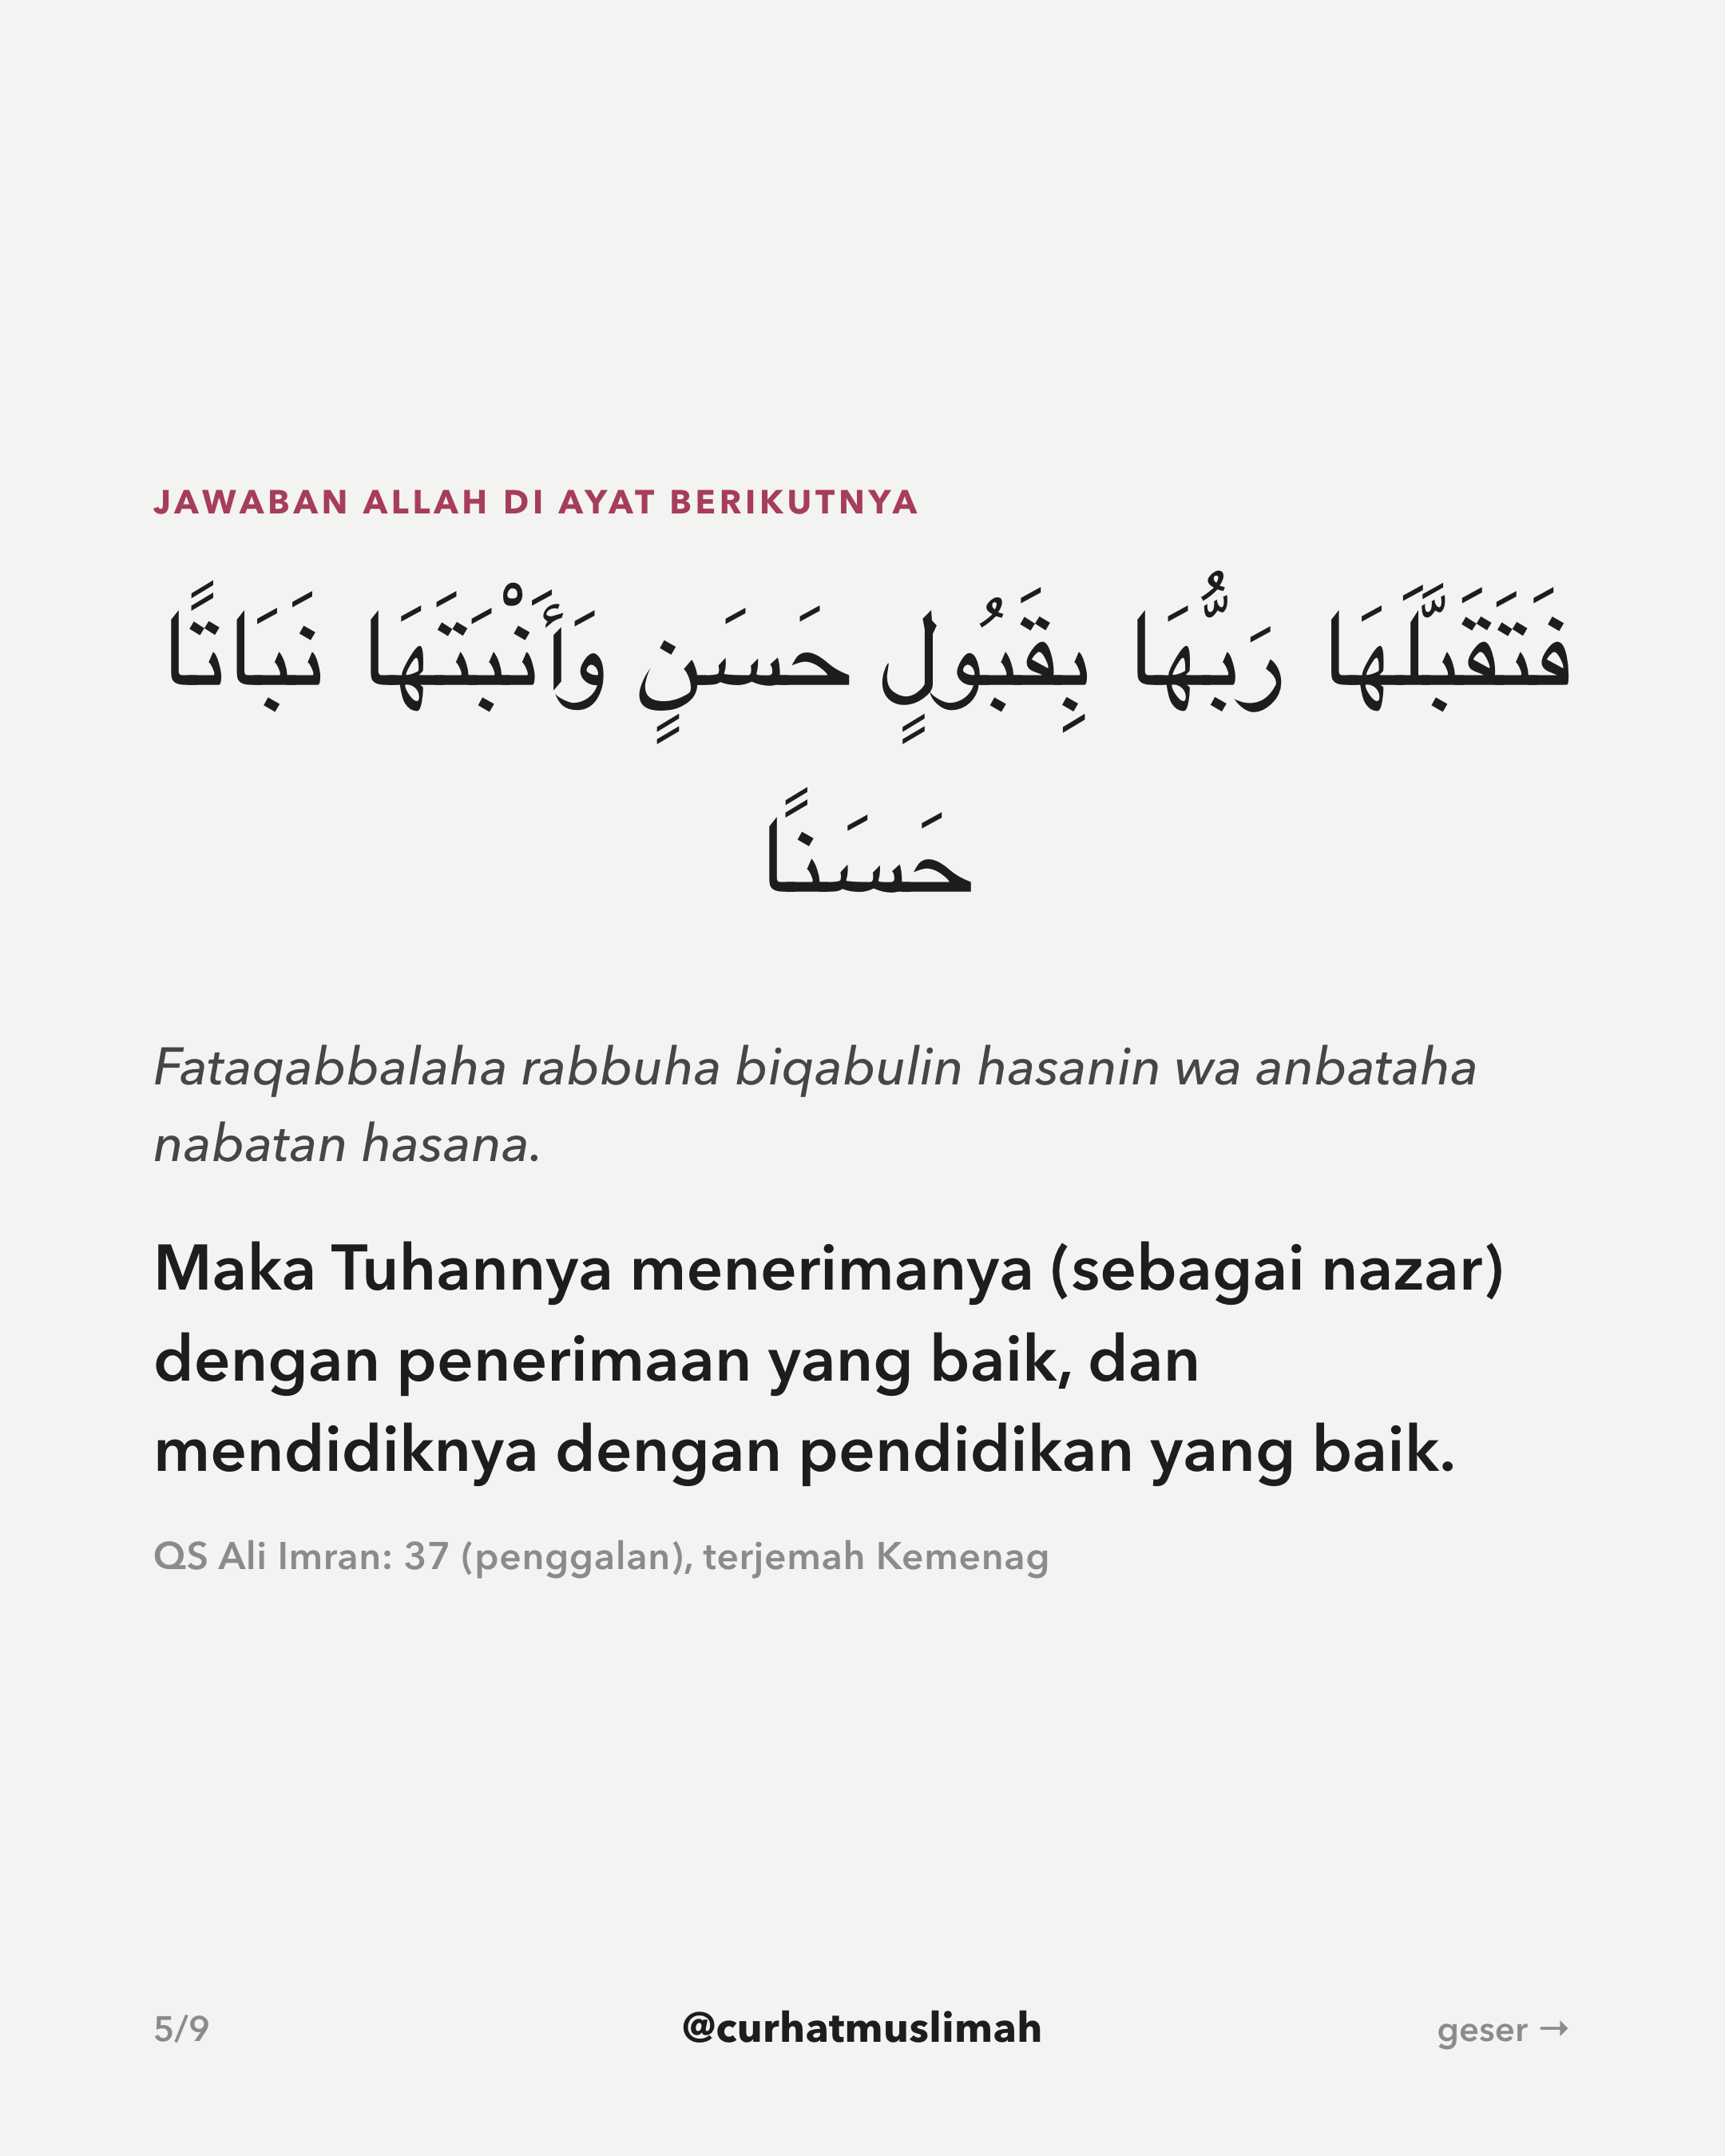 JAWABAN ALLAH DI AYAT BERIKUTNYA
فَتَقَبَّلَهَا رَبُّهَا بِقَبُولٍ حَسَنٍ وَأَنْبَتَهَا نَبَاتًا
حَسَنًا
Fataqabbalaha rabbuha biqabulin hasanin wa anbataha
nabatan hasana.
Maka Tuhannya menerimanya (sebagai nazar)
dengan penerimaan yang baik, dan
mendidiknya dengan pendidikan yang baik.
QS Ali Imran: 37 (penggalan), terjemah Kemenag
5/9 @curhatmuslimah geser →